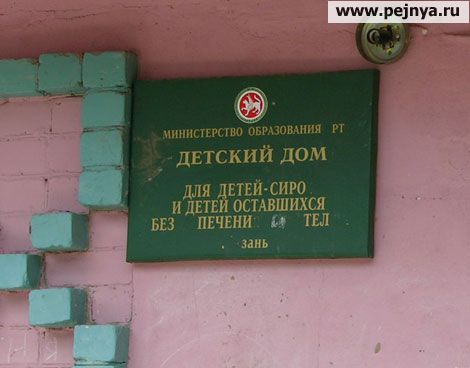 www.pejnya.ru
МИНИСТЕРСТВО ОБРАЗОВАНИЯ РТ
ДЕТСКИЙ ДОМ
ДЛЯ ДЕТЕЙ-СИРО
И ДЕТЕЙ ОСТАВШИХСЯ
БЕЗ ПЕЧЕНИ ТЕЛ
зань